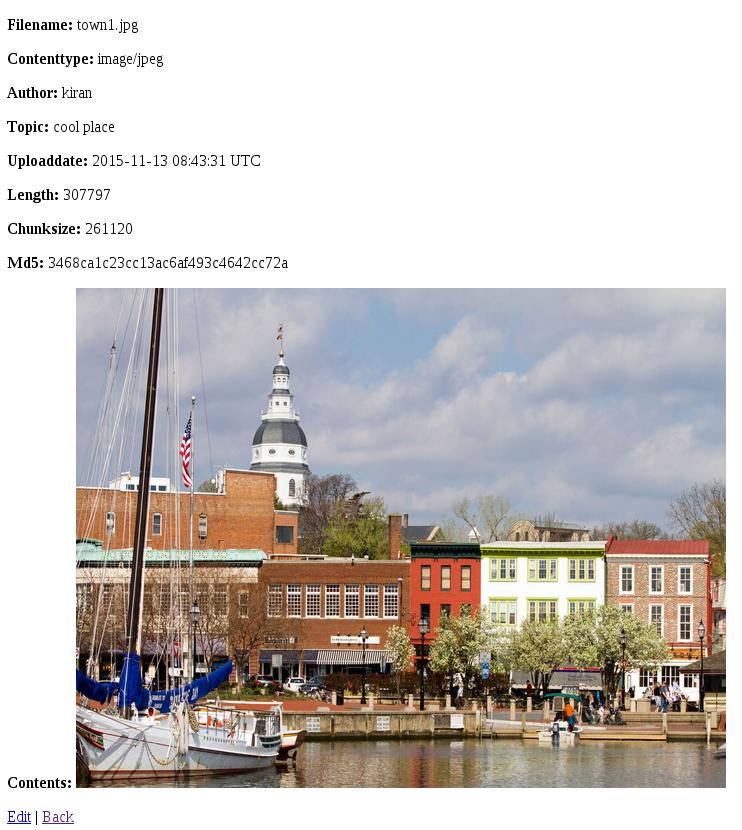 Filename: town1.jpg
Contenttype: image/jpeg
Author: kiran
Topic: cool place
Uploaddate: 2015-11-13 08:43:31 UTC
Length: 307797
Chunksize: 261120
Md5: 3468ca1c23cc13ac6af493c4642cc72a
Contents:
Edit | Back